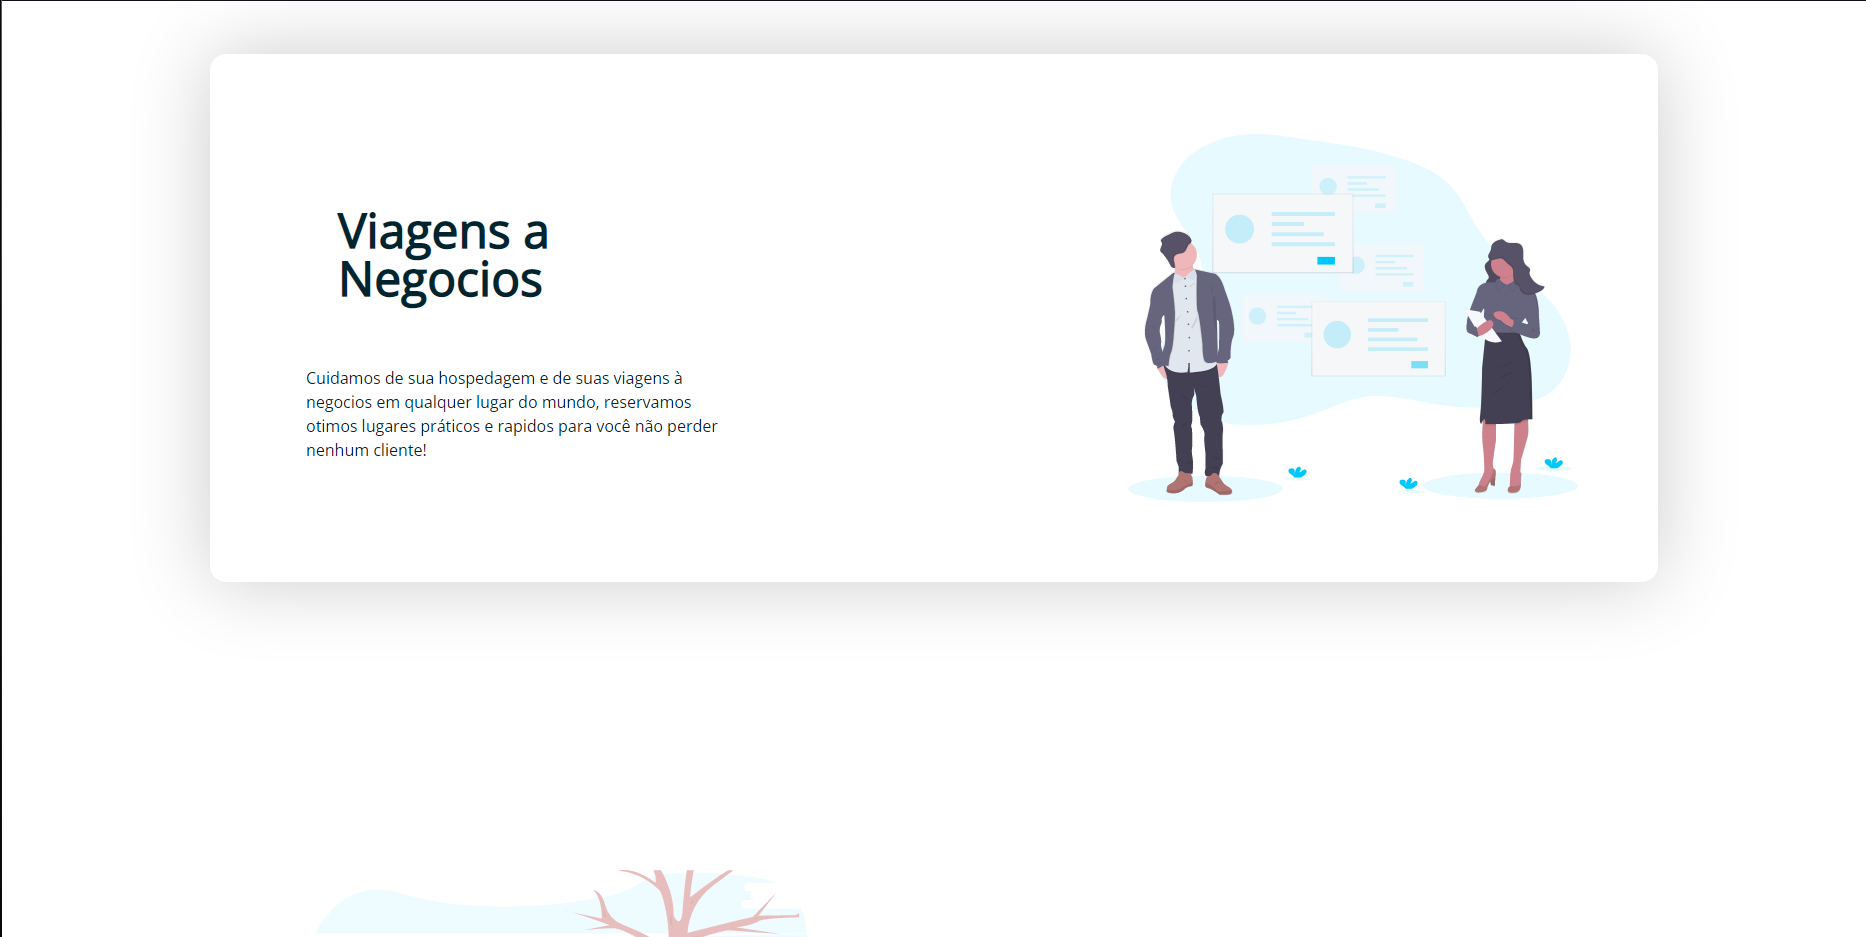 Viagens a
Negocios
Cuidamos de sua hospedagem e de suas viagens à
negocios em qualquer lugar do mundo, reservamos
otimos lugares práticos e rapidos para você não perder
nenhum cliente!